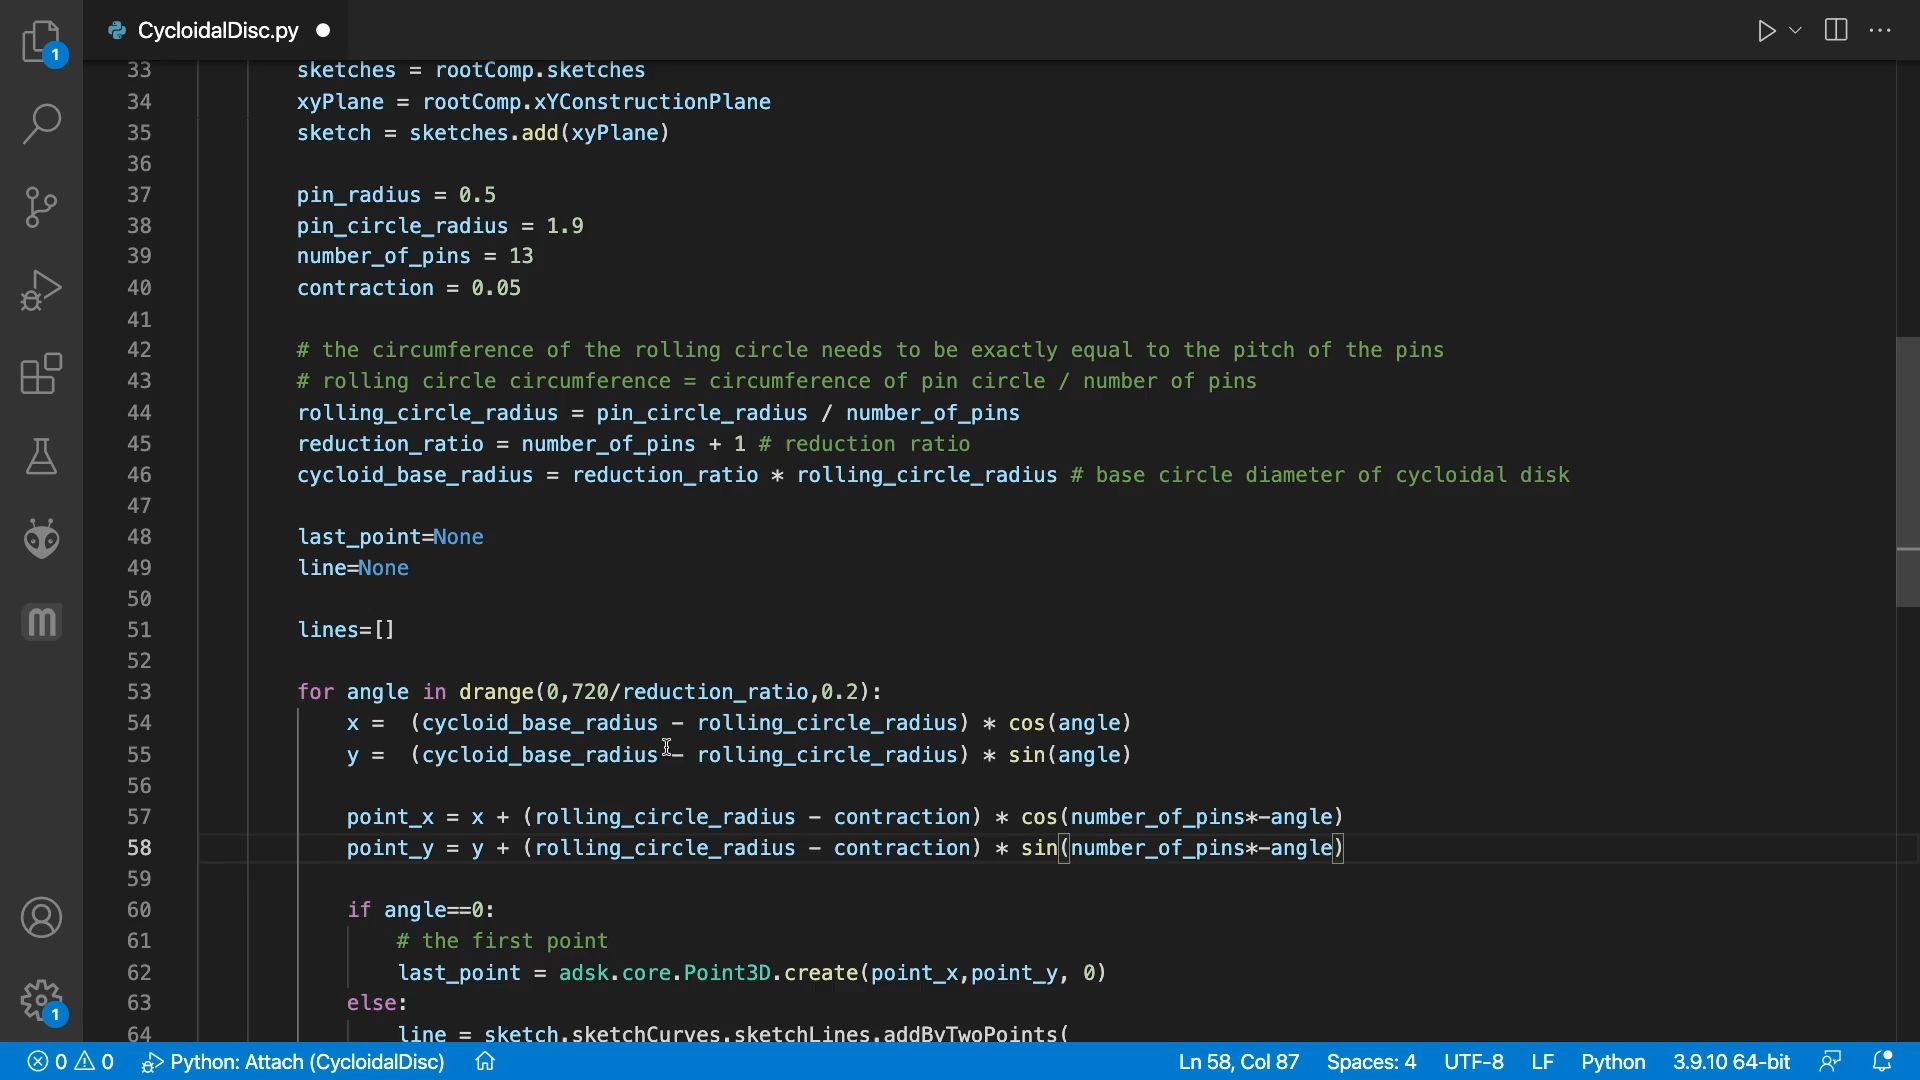 CycloidalDisc.py
1
33 sketches = rootComp.sketches
34 xyPlane = rootComp.xYConstructionPlane
35 sketch = sketches.add(xyPlane)
36
37 pin_radius = 0.5
38 pin_circle_radius = 1.9
39 number_of_pins = 13
40 contraction = 0.05
41
42 # the circumference of the rolling circle needs to be exactly equal to the pitch of the pins
43 # rolling circle circumference = circumference of pin circle / number of pins
44 rolling_circle_radius = pin_circle_radius / number_of_pins
45 reduction_ratio = number_of_pins + 1 # reduction ratio
46 cycloid_base_radius = reduction_ratio * rolling_circle_radius # base circle diameter of cycloidal disk
47
48 last_point=None
49 line=None
50
51 lines=[]
52
53 for angle in drange(0,720/reduction_ratio,0.2):
54 x = (cycloid_base_radius - rolling_circle_radius) * cos(angle)
55 y = (cycloid_base_radius - rolling_circle_radius) * sin(angle)
56
57 point_x = x + (rolling_circle_radius - contraction) * cos(number_of_pins*-angle)
58 point_y = y + (rolling_circle_radius - contraction) * sin(number_of_pins*-angle)
59
60 if angle==0:
61 # the first point
62 last_point = adsk.core.Point3D.create(point_x,point_y, 0)
63 else:
64 line = sketch.sketchCurves.sketchLines.addByTwoPoints(
m
1
0 0 Python: Attach (CycloidalDisc) Ln 58, Col 87 Spaces: 4 UTF-8 LF Python 3.9.10 64-bit